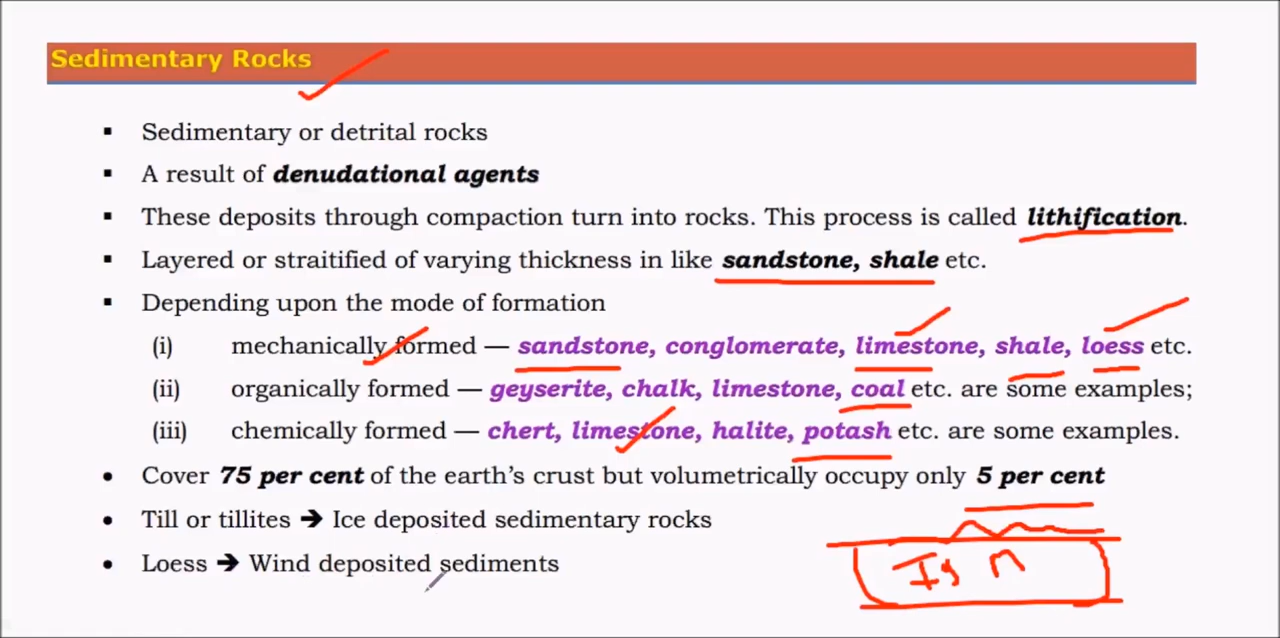 Sedimentary Rocks
▪ Sedimentary or detrital rocks
▪ A result of denudational agents
▪ These deposits through compaction turn into rocks. This process is called lithification.
▪ Layered or straitified of varying thickness in like sandstone, shale etc.
▪ Depending upon the mode of formation
(i) mechanically formed — sandstone, conglomerate, limestone, shale, loess etc.
(ii) organically formed — geyserite, chalk, limestone, coal etc. are some examples;
(iii) chemically formed — chert, limestone, halite, potash etc. are some examples.
• Cover 75 per cent of the earth's crust but volumetrically occupy only 5 per cent
• Till or tillites ➔ Ice deposited sedimentary rocks
• Loess ➔ Wind deposited sediments
Ig